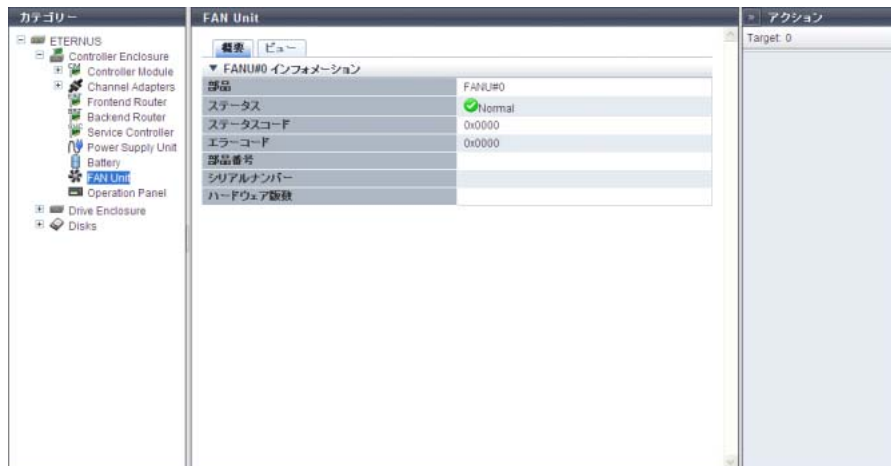 カテゴリー
ETERNUS
Controller Enclosure
Controller Module
Channel Adapters
Frontend Router
Backend Router
Service Controller
Power Supply Unit
Battery
FAN Unit
Operation Panel
Drive Enclosure
Disks
FAN Unit
概要 ビュー
▼ FANU#0 インフォメーション
部品 FANU#0
ステータス Normal
ステータスコード 0x0000
エラーコード 0x0000
部品番号
シリアルナンバー
ハードウェア版数
» アクション
Target: 0